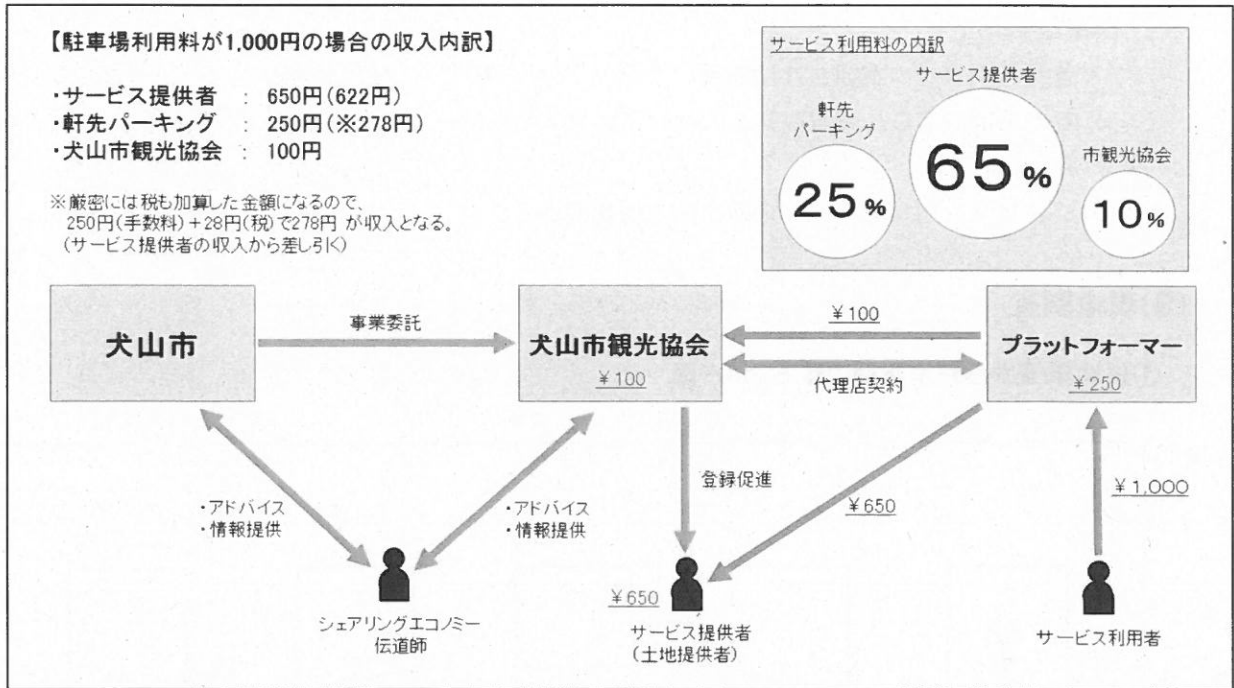 【駐車場利用料が1,000円の場合の収入内訳】
・サービス提供者 : 650円(622円)
・軒先パーキング : 250円(※278円)
・犬山市観光協会 : 100円
※厳密には税も加算した金額になるので、
250円(手数料)+28円(税)で278円 が収入となる。
(サービス提供者の収入から差し引く)
サービス利用料の内訳
サービス提供者
65%
軒先
パーキング
25%
市観光協会
10%
犬山市
事業委託
犬山市観光協会
¥100
¥100
代理店契約
プラットフォーマー
¥250
・アドバイス
・情報提供
・アドバイス
・情報提供
登録促進
¥650
¥1,000
シェアリングエコノミー
伝道師
¥650
サービス提供者
(土地提供者)
サービス利用者